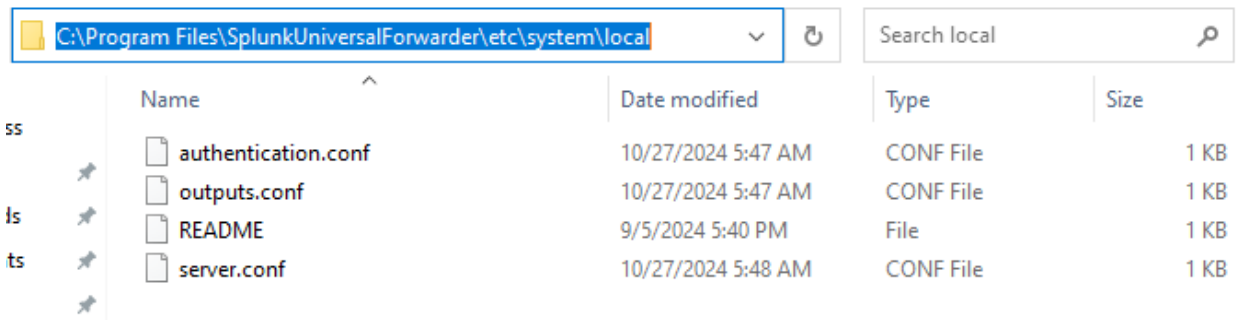 C:\Program Files\SplunkUniversalForwarder\etc\system\local
Search local
Name Date modified Type Size
ss
authentication.conf 10/27/2024 5:47 AM CONF File 1 KB
outputs.conf 10/27/2024 5:47 AM CONF File 1 KB
ds
README 9/5/2024 5:40 PM File 1 KB
ts
server.conf 10/27/2024 5:48 AM CONF File 1 KB